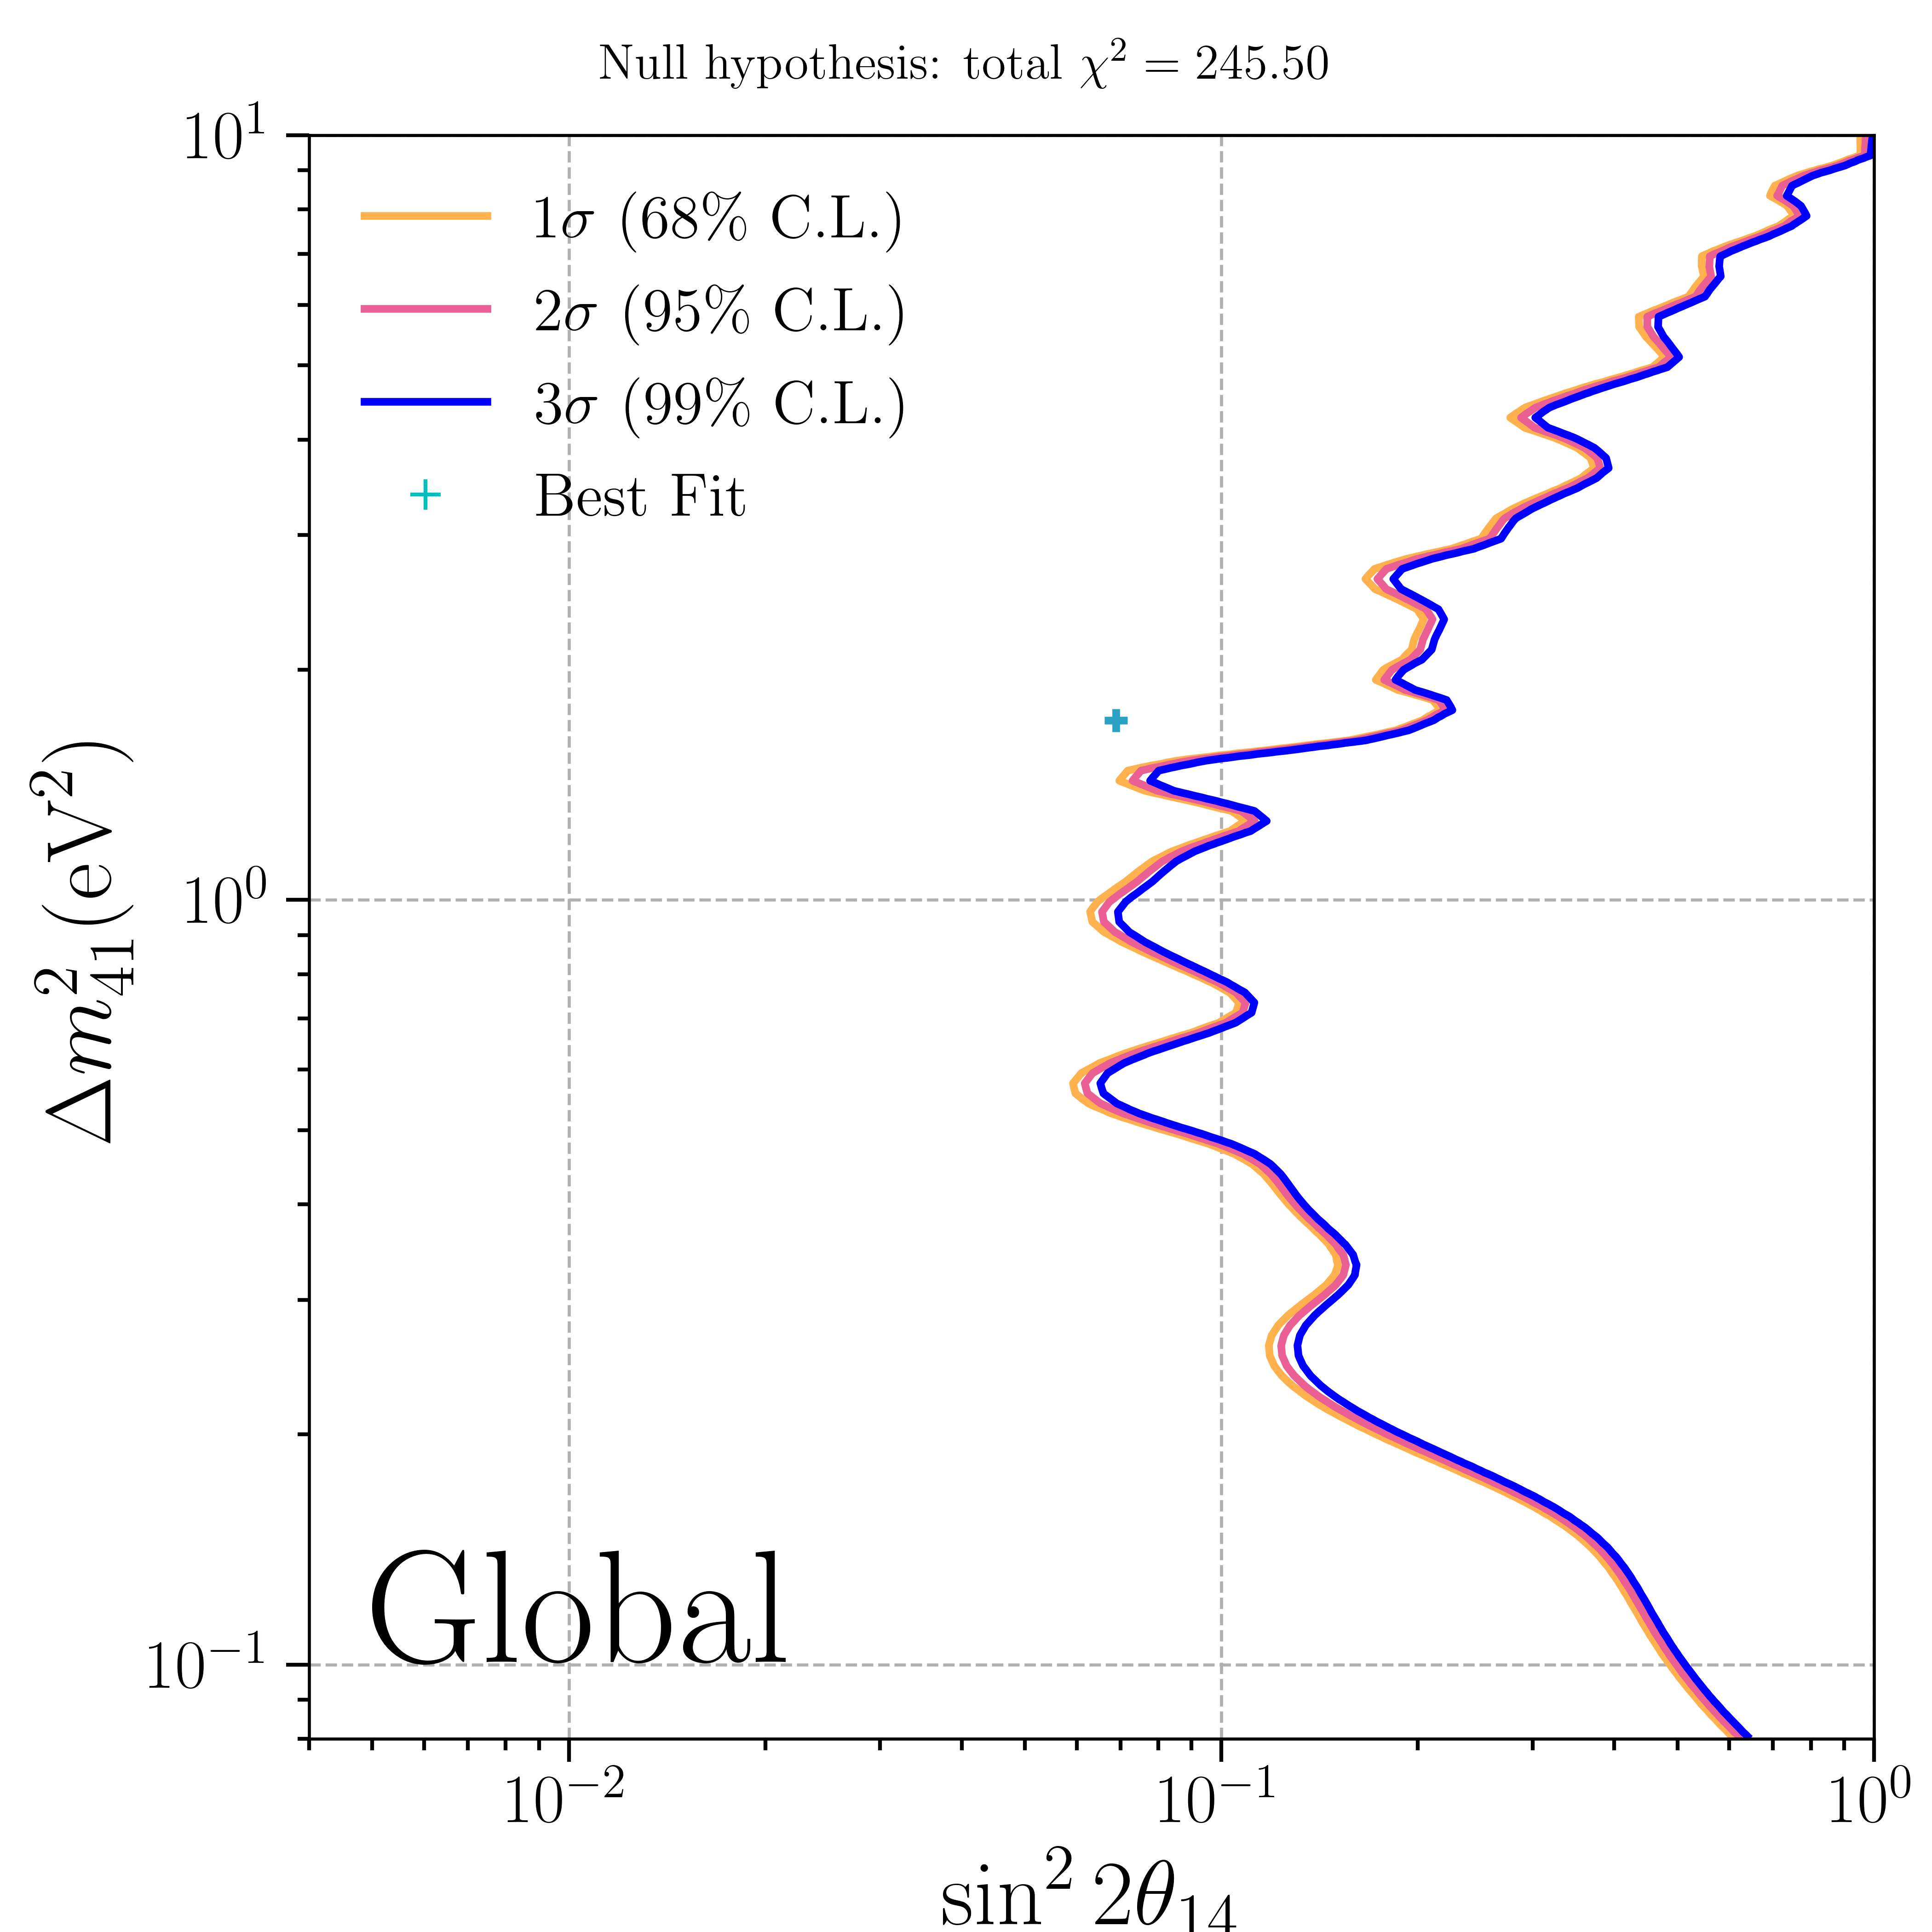 Null hypothesis: total χ² = 245.50
10¹
1σ (68% C.L.)
2σ (95% C.L.)
3σ (99% C.L.)
Best Fit
Δm²₄₁(eV²)
10⁰
Global
10⁻¹
10⁻² 10⁻¹ 10⁰
sin² 2θ₁₄